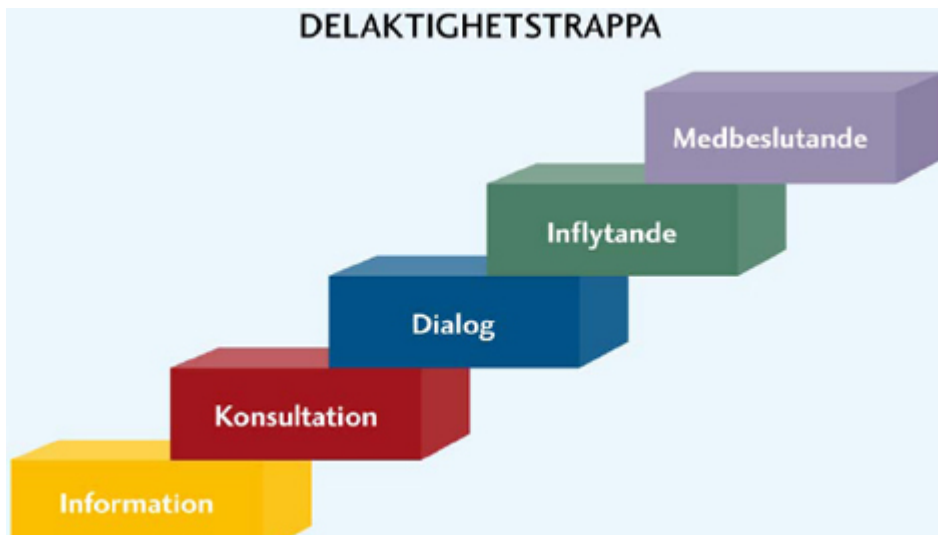 DELAKTIGHETSTRAPPA
Medbeslutande
Inflytande
Dialog
Konsultation
Information